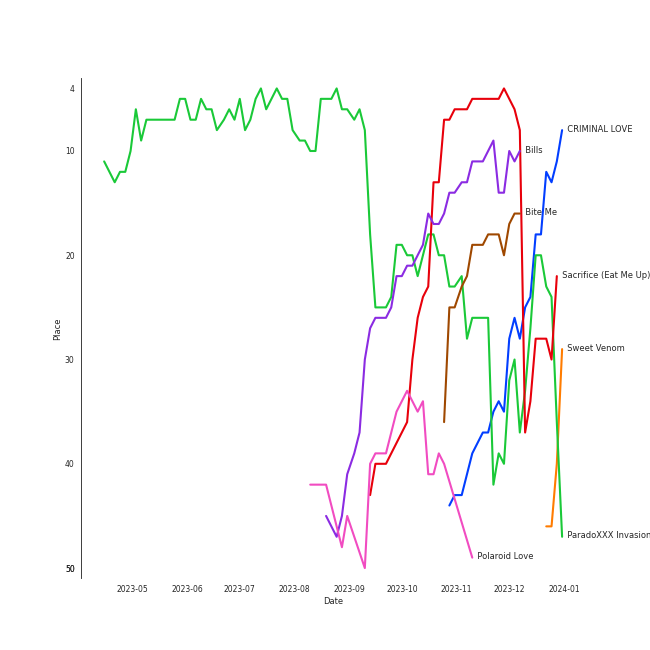 4
CRIMINAL LOVE
10
Bills
Bite Me
20
Sacrifice (Eat Me Up)
Place
30
Sweet Venom
40
ParadoXXX Invasion
Polaroid Love
50
2023-05 2023-06 2023-07 2023-08 2023-09 2023-10 2023-11 2023-12 2024-01
Date